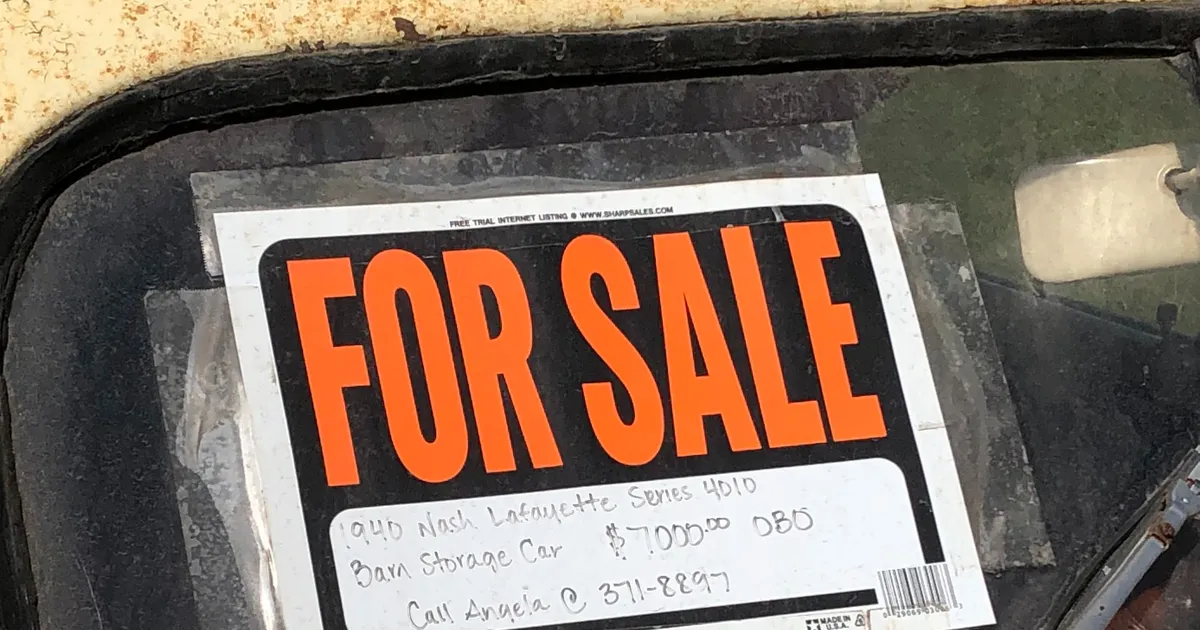 FREE TRIAL INTERNET LISTING @ WWW.SHARPSALES.COM
FOR SALE
1940 Nash Lafayette Series 4010
Barn Storage Car $7000.00 OBO
Call Angela @ 371-8897
MADE IN
U.S.A.